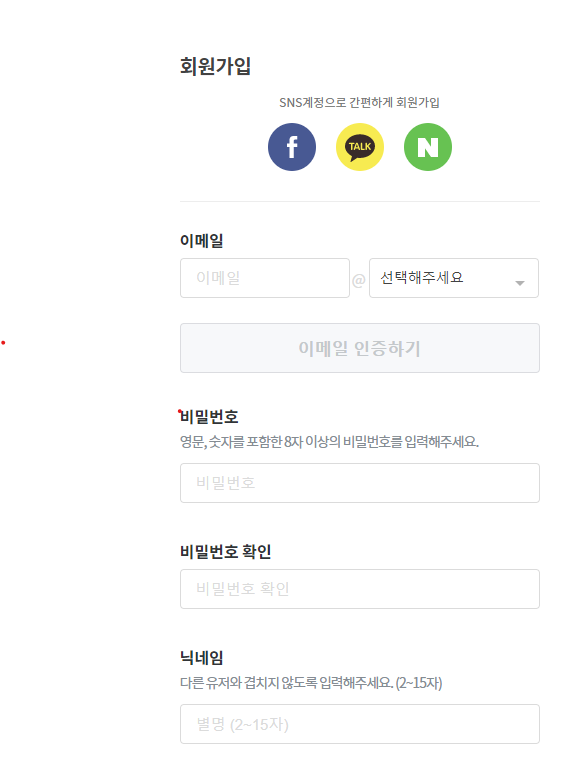 회원가입
SNS계정으로 간편하게 회원가입
f TALK N
이메일
이메일 @ 선택해주세요
이메일 인증하기
비밀번호
영문, 숫자를 포함한 8자 이상의 비밀번호를 입력해주세요.
비밀번호
비밀번호 확인
비밀번호 확인
닉네임
다른 유저와 겹치지 않도록 입력해주세요. (2~15자)
별명 (2~15자)